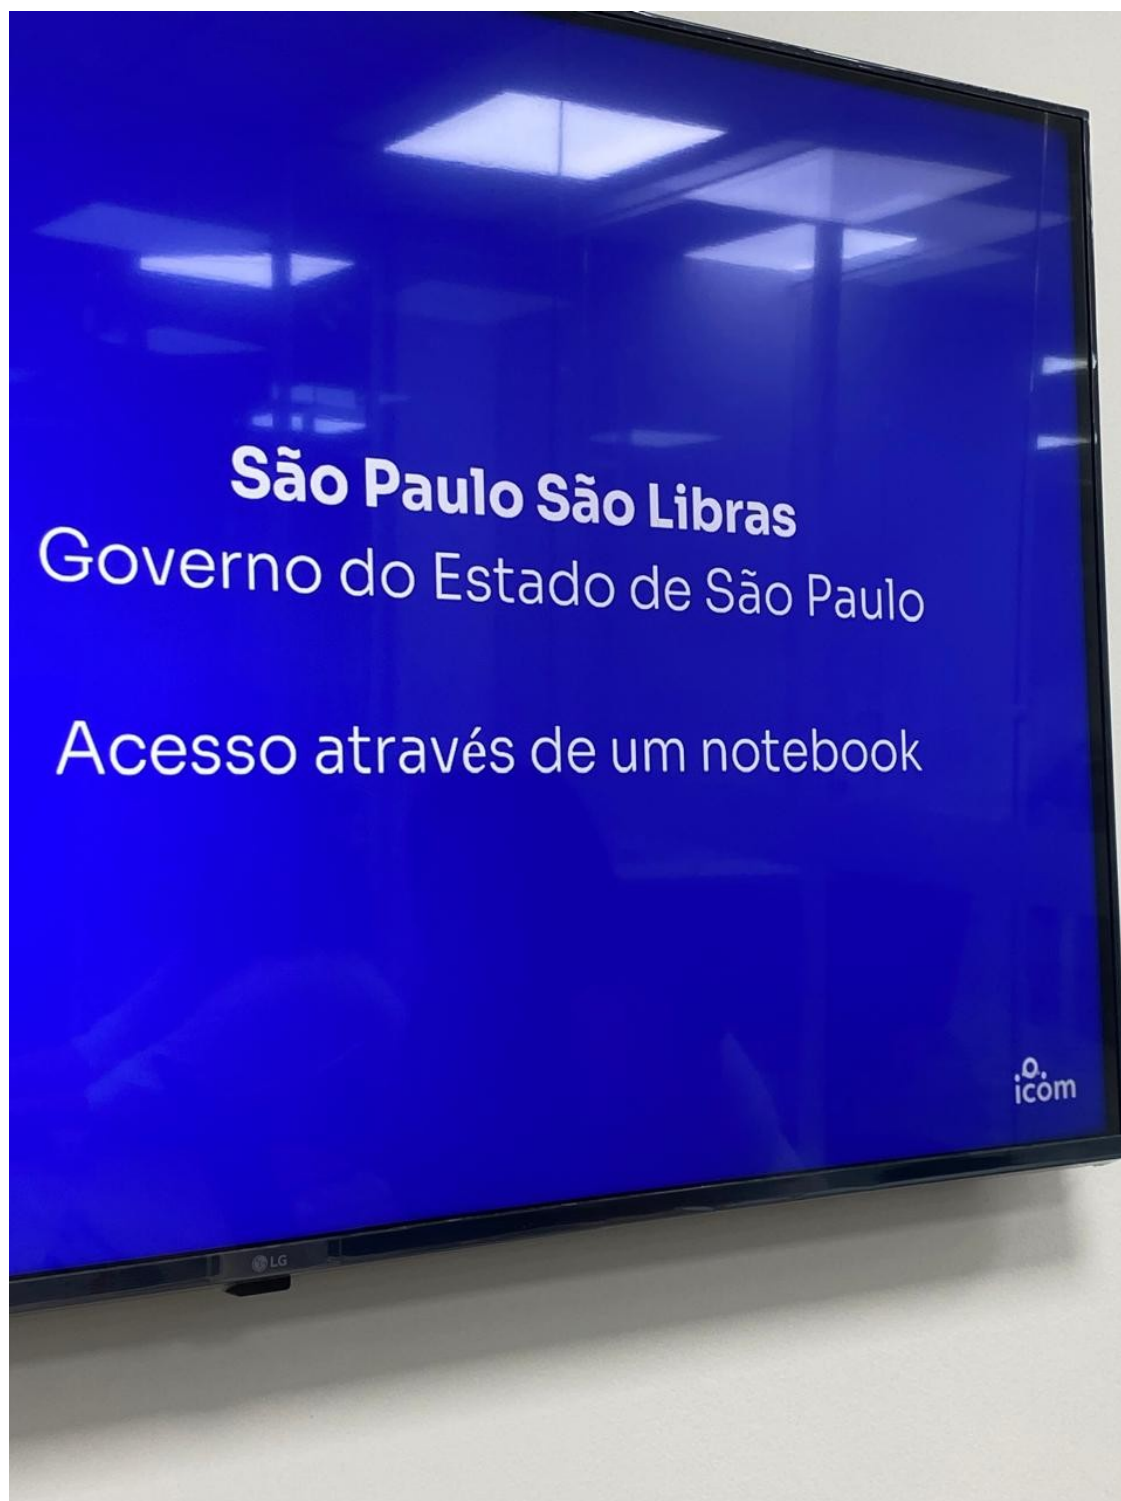 São Paulo São Libras
Governo do Estado de São Paulo
Acesso através de um notebook
icom
LG